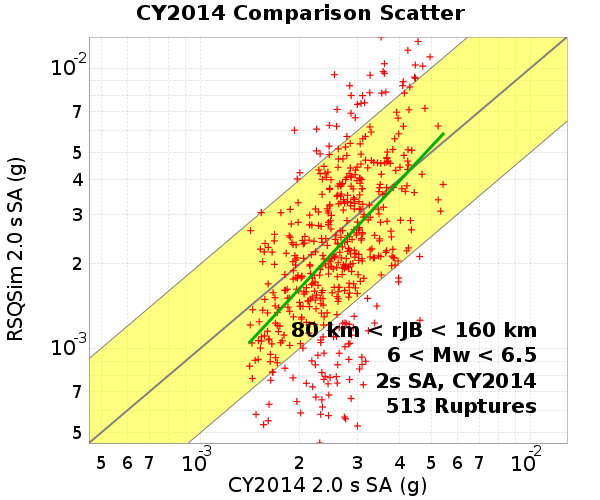 CY2014 Comparison Scatter
RSQSim 2.0 s SA (g)
10-2
7
5
4
3
2
10-3
7
5
80 km < rJB < 160 km
6 < Mw < 6.5
2s SA, CY2014
513 Ruptures
5 6 7 10-3 2 3 4 5 6 7 10-2
CY2014 2.0 s SA (g)